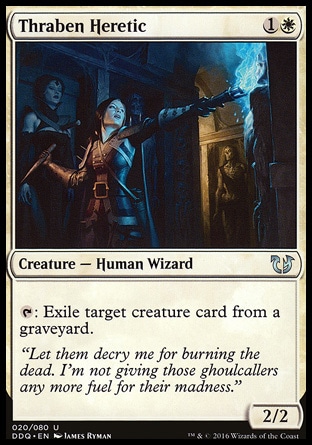 Thraben Heretic 1
Creature — Human Wizard
: Exile target creature card from a
graveyard.
“Let them decry me for burning the
dead. I’m not giving those ghoulcallers
any more fuel for their madness.”
2/2
020/080 U
DDQ • EN James Ryman
™ & © 2016 Wizards of the Coast